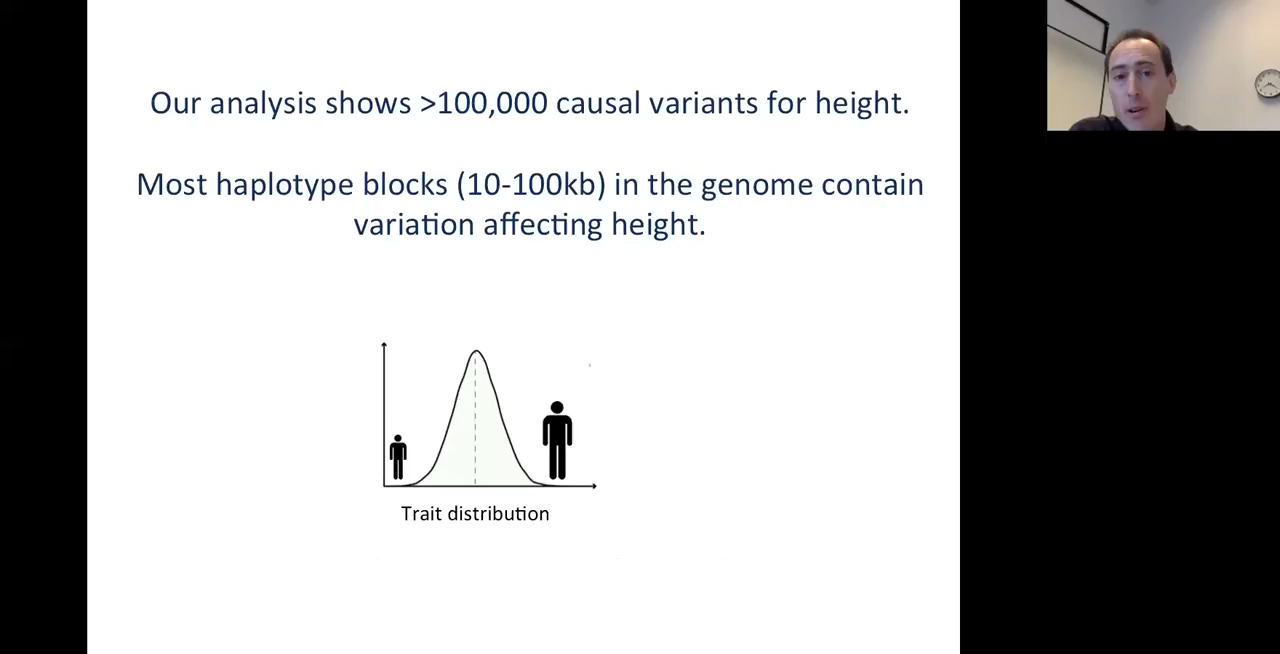 Our analysis shows >100,000 causal variants for height.
Most haplotype blocks (10-100kb) in the genome contain
variation affecting height.
Trait distribution